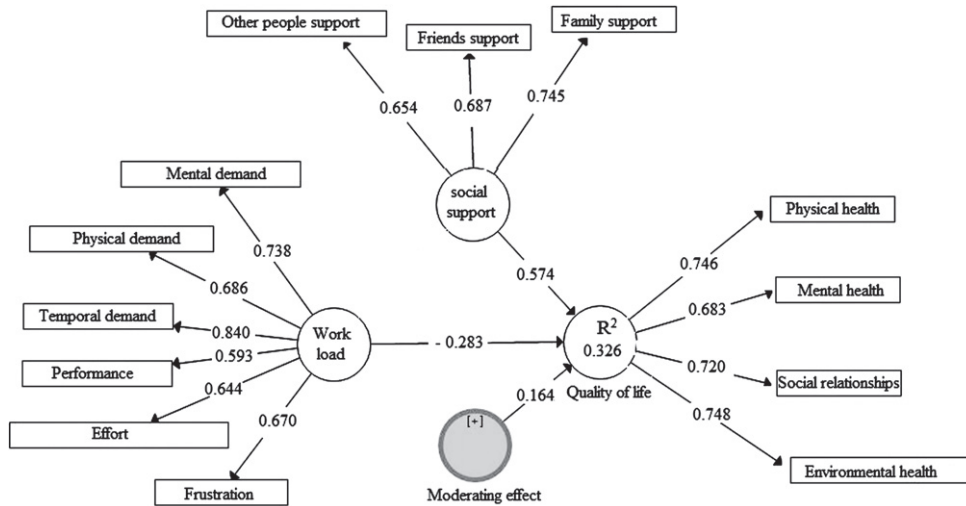 Other people support
Friends support
Family support
0.654
0.687
0.745
Mental demand
social
support
Physical health
Physical demand
0.738
0.746
0.686
0.574
Mental health
0.683
Temporal demand
0.840
Work
load
- 0.283
R²
0.326
Performance
0.593
0.720
Social relationships
0.644
0.164
Quality of life
0.748
Effort
0.670
[+]
Environmental health
Frustration
Moderating effect